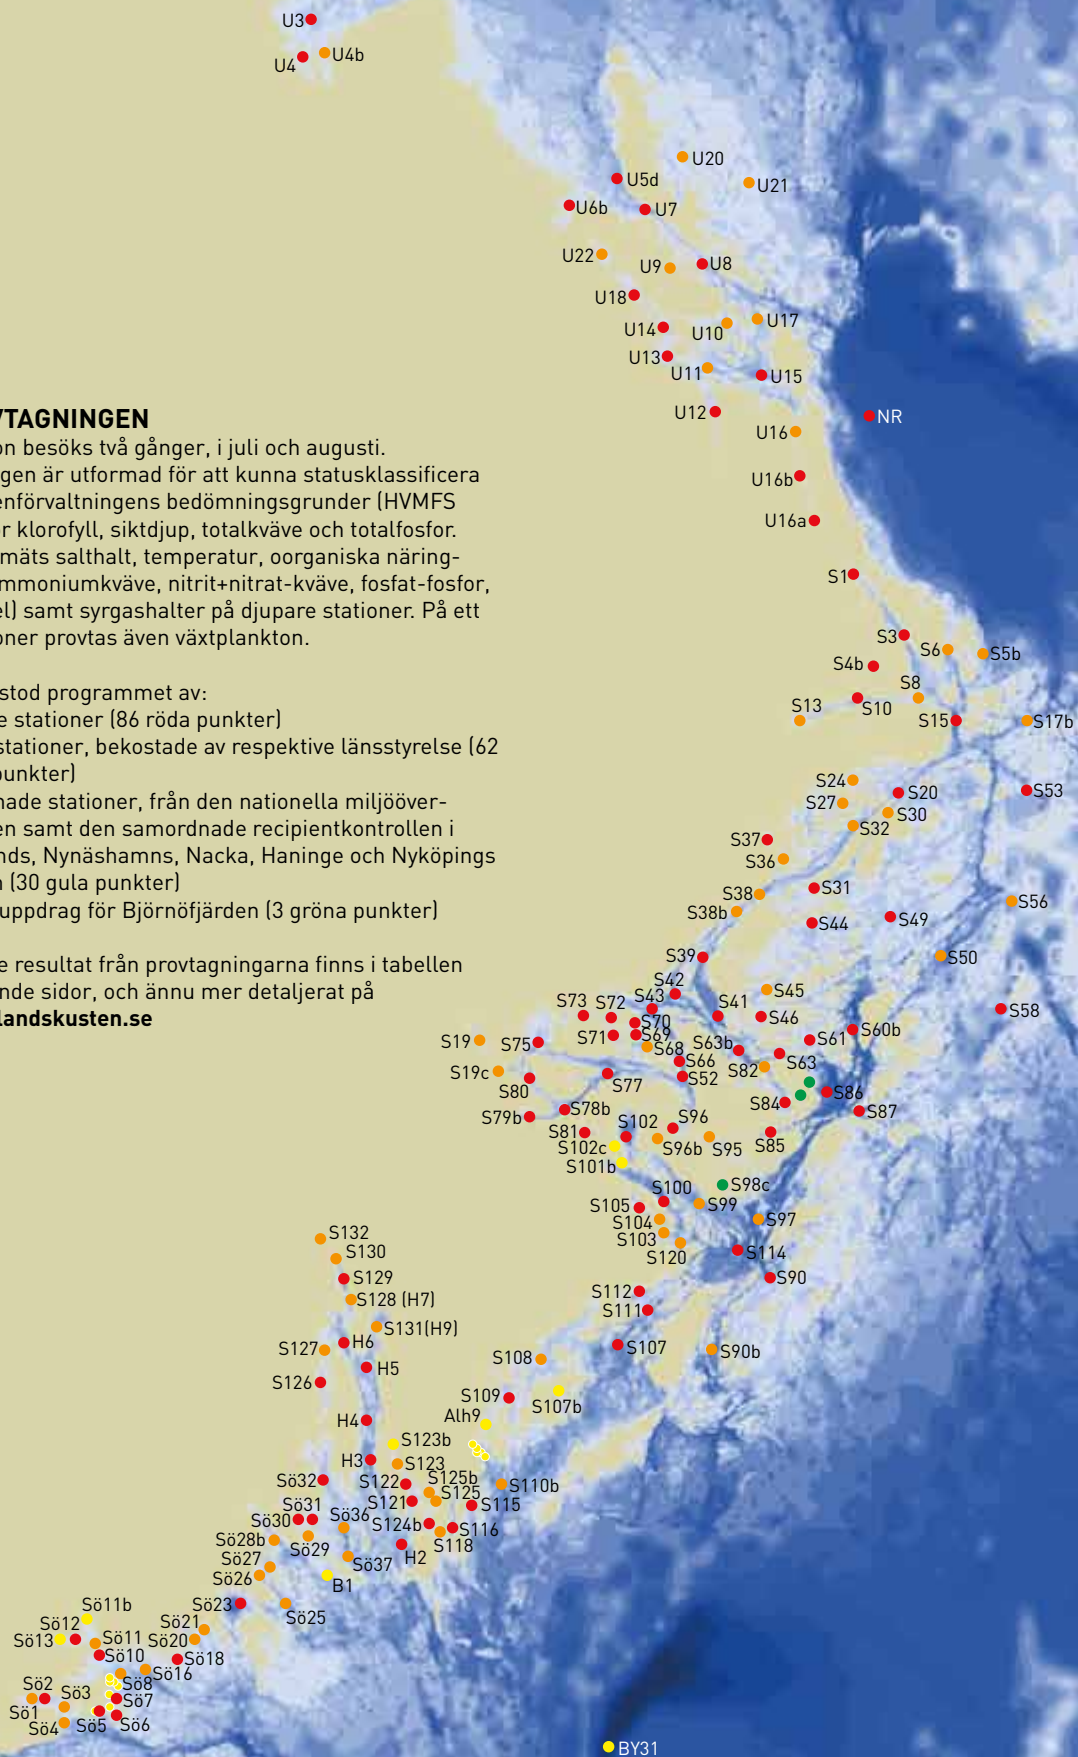 U3
U4b
U4
U20
U5d
U21
U6b
U7
U22
U9
U8
U18
U14
U10
U17
U13
U11
U15
U12
NR
U16
U16b
U16a
VTAGNINGEN
on besöks två gånger, i juli och augusti.
gen är utformad för att kunna statusklassificera
enförvaltningens bedömningsgrunder (HVMFS
r klorofyll, siktdjup, totalkväve och totalfosfor.
mäts salthalt, temperatur, oorganiska näring-
mmoniumkväve, nitrit+nitrat-kväve, fosfat-fosfor,
el) samt syrgashalter på djupare stationer. På ett
oner provtas även växtplankton.
stod programmet av:
e stationer (86 röda punkter)
stationer, bekostade av respektive länsstyrelse (62
punkter)
nade stationer, från den nationella miljööver-
en samt den samordnade recipientkontrollen i
nds, Nynäshamns, Nacka, Haninge och Nyköpings
n (30 gula punkter)
uppdrag för Björnöfjärden (3 gröna punkter)
e resultat från provtagningarna finns i tabellen
nde sidor, och ännu mer detaljerat på
landskusten.se
S1
S3
S6
S5b
S4b
S8
S13
S10
S15
S17b
S24
S20
S53
S27
S30
S32
S37
S36
S31
S38
S56
S38b
S44
S49
S39
S50
S42
S45
S73
S72
S43
S41
S58
S70
S46
S71
S69
S60b
S19
S75
S68
S63b
S61
S66
S63
S19c
S82
S80
S77
S52
S86
S84
S78b
S87
S79b
S96
S81
S102
S85
S102c
S96b
S95
S101b
S98c
S100
S105
S99
S104
S97
S103
S132
S120
S130
S114
S129
S90
S112
S128 (H7)
S111
S131(H9)
H6
S107
S127
S90b
S108
H5
S126
S109
S107b
Alh9
H4
S123b
H3
S123
Sö32
S122
S125b
S110b
S125
Sö31
S121
S115
Sö30
Sö36
S124b
S116
Sö28b
Sö29
S118
H2
Sö27
Sö37
Sö26
B1
Sö23
Sö25
Sö11b
Sö12
Sö21
Sö13
Sö11
Sö20
Sö10
Sö18
Sö16
Sö8
Sö2
Sö3
Sö7
Sö1
Sö5
Sö6
Sö4
BY31